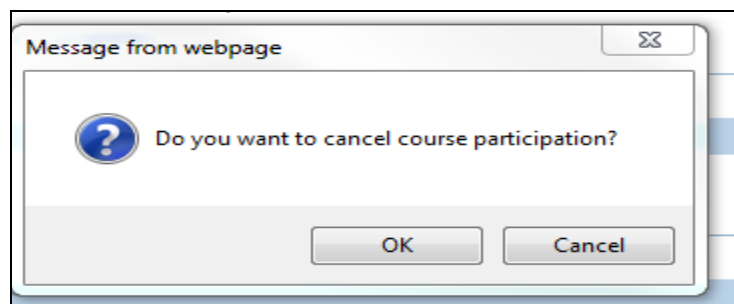 Message from webpage
Do you want to cancel course participation?
OK
Cancel